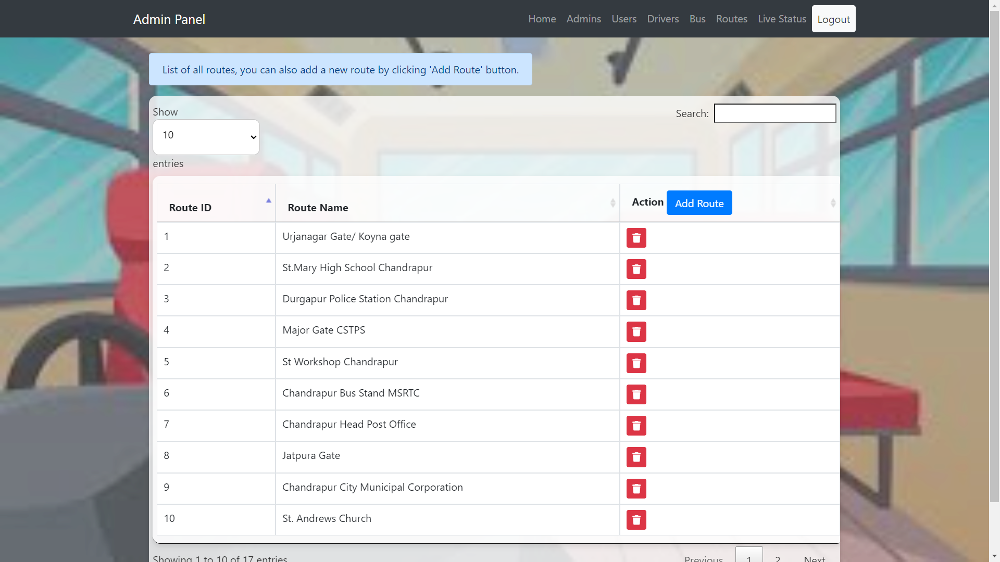 Admin Panel
Home Admins Users Drivers Bus Routes Live Status Logout
List of all routes, you can also add a new route by clicking 'Add Route' button.
Show
Search:
10
entries
Route ID Route Name Action Add Route
1 Urjanagar Gate/ Koyna gate
2 St.Mary High School Chandrapur
3 Durgapur Police Station Chandrapur
4 Major Gate CSTPS
5 St Workshop Chandrapur
6 Chandrapur Bus Stand MSRTC
7 Chandrapur Head Post Office
8 Jatpura Gate
9 Chandrapur City Municipal Corporation
10 St. Andrews Church
Showing 1 to 10 of 17 entries Previous 1 2 Next